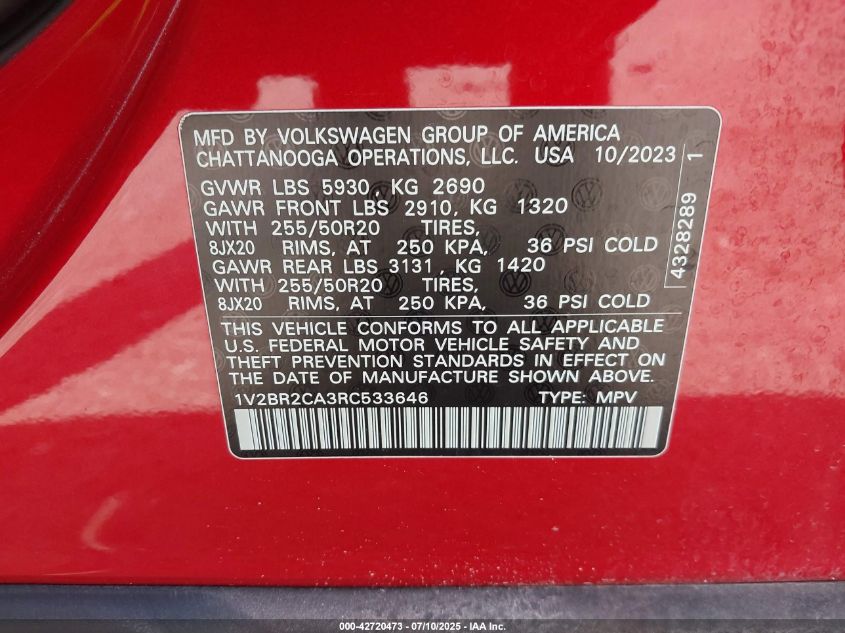 MFD BY VOLKSWAGEN GROUP OF AMERICA
CHATTANOOGA OPERATIONS, LLC. USA 10/2023
GVWR LBS 5930, KG 2690
GAWR FRONT LBS 2910, KG 1320
WITH 255/50R20 TIRES,
8JX20 RIMS, AT 250 KPA, 36 PSI COLD
GAWR REAR LBS 3131, KG 1420
WITH 255/50R20 TIRES,
8JX20 RIMS, AT 250 KPA, 36 PSI COLD
THIS VEHICLE CONFORMS TO ALL APPLICABLE
U.S. FEDERAL MOTOR VEHICLE SAFETY AND
THEFT PREVENTION STANDARDS IN EFFECT ON
THE DATE OF MANUFACTURE SHOWN ABOVE.
1V2BR2CA3RC533646 TYPE: MPV
4328289 1
000-42720473 - 07/10/2025 - IAA Inc.